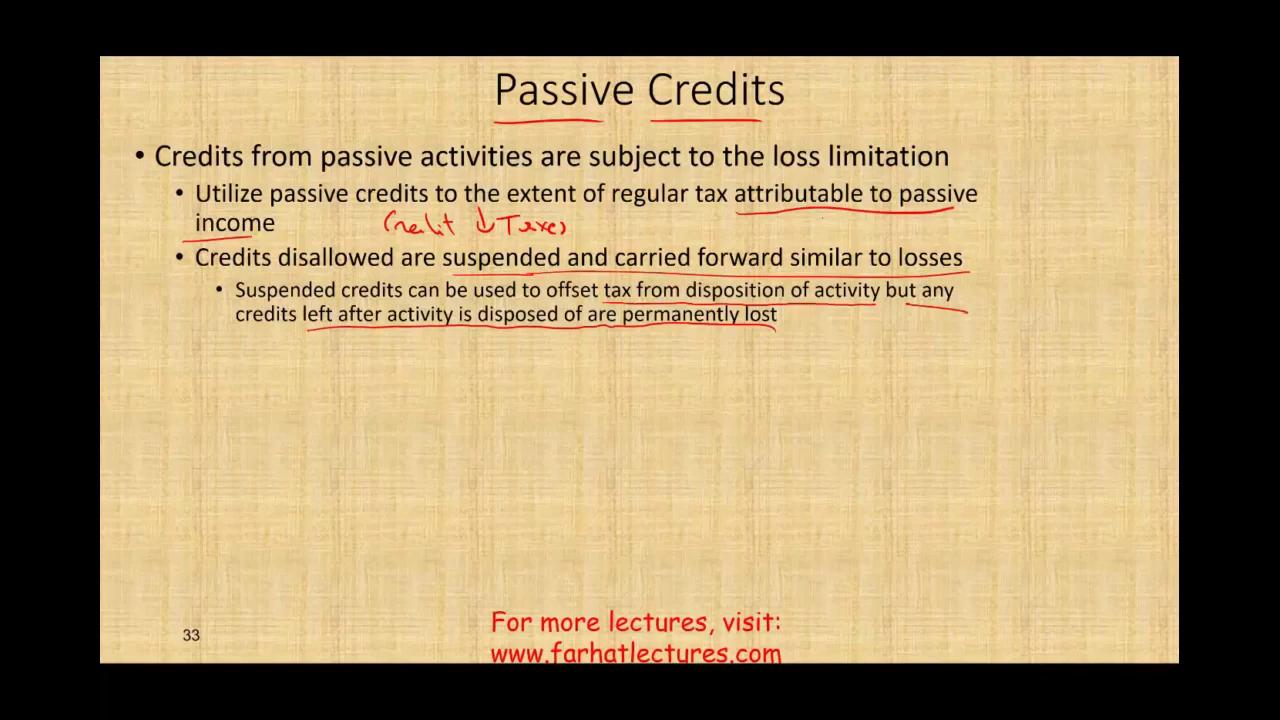 Passive Credits
• Credits from passive activities are subject to the loss limitation
• Utilize passive credits to the extent of regular tax attributable to passive
income
Credit ↓ Taxes
• Credits disallowed are suspended and carried forward similar to losses
• Suspended credits can be used to offset tax from disposition of activity but any
credits left after activity is disposed of are permanently lost
For more lectures, visit:
33
www.farhatlectures.com